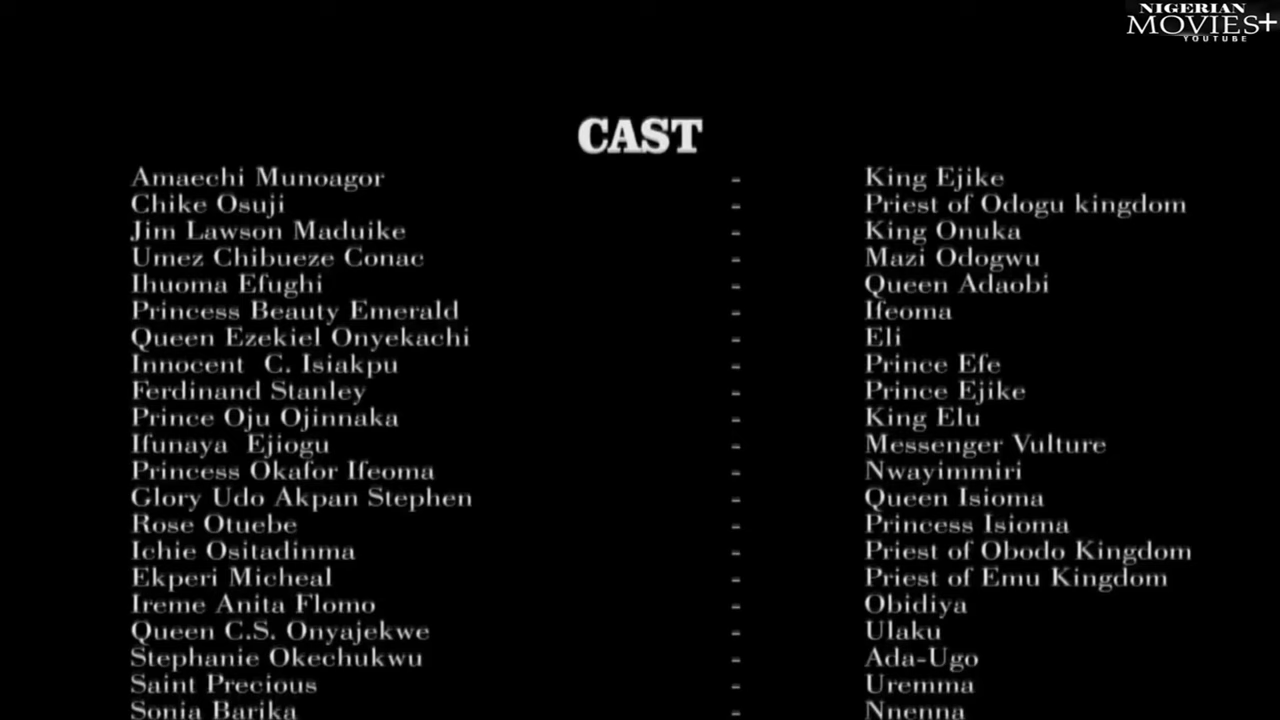 NIGERIAN
MOVIES+
YOUTUBE
CAST
Amaechi Munoagor - King Ejike
Chike Osuji - Priest of Odogu kingdom
Jim Lawson Maduike - King Onuka
Umez Chibueze Conac - Mazi Odogwu
Ihuoma Efughi - Queen Adaobi
Princess Beauty Emerald - Ifeoma
Queen Ezekiel Onyekachi - Eli
Innocent C. Isiakpu - Prince Efe
Ferdinand Stanley - Prince Ejike
Prince Oju Ojinnaka - King Elu
Ifunaya Ejiogu - Messenger Vulture
Princess Okafor Ifeoma - Nwayimmiri
Glory Udo Akpan Stephen - Queen Isioma
Rose Otuebe - Princess Isioma
Ichie Ositadinma - Priest of Obodo Kingdom
Ekperi Micheal - Priest of Emu Kingdom
Ireme Anita Flomo - Obidiya
Queen C.S. Onyajekwe - Ulaku
Stephanie Okechukwu - Ada-Ugo
Saint Precious - Uremma
Sonia Barika - Nnenna